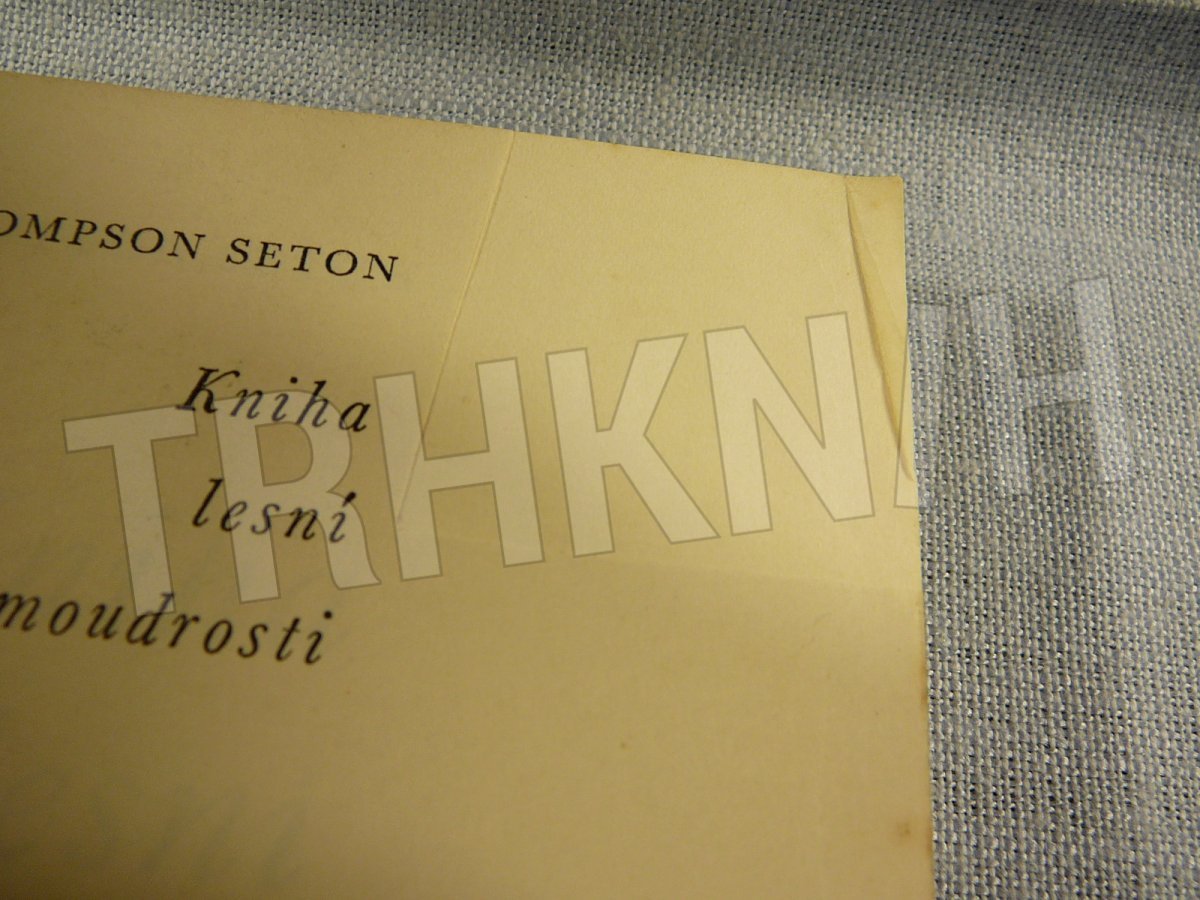 OMPSON SETON
Kniha
lesní
moudrosti
TRHKNIH